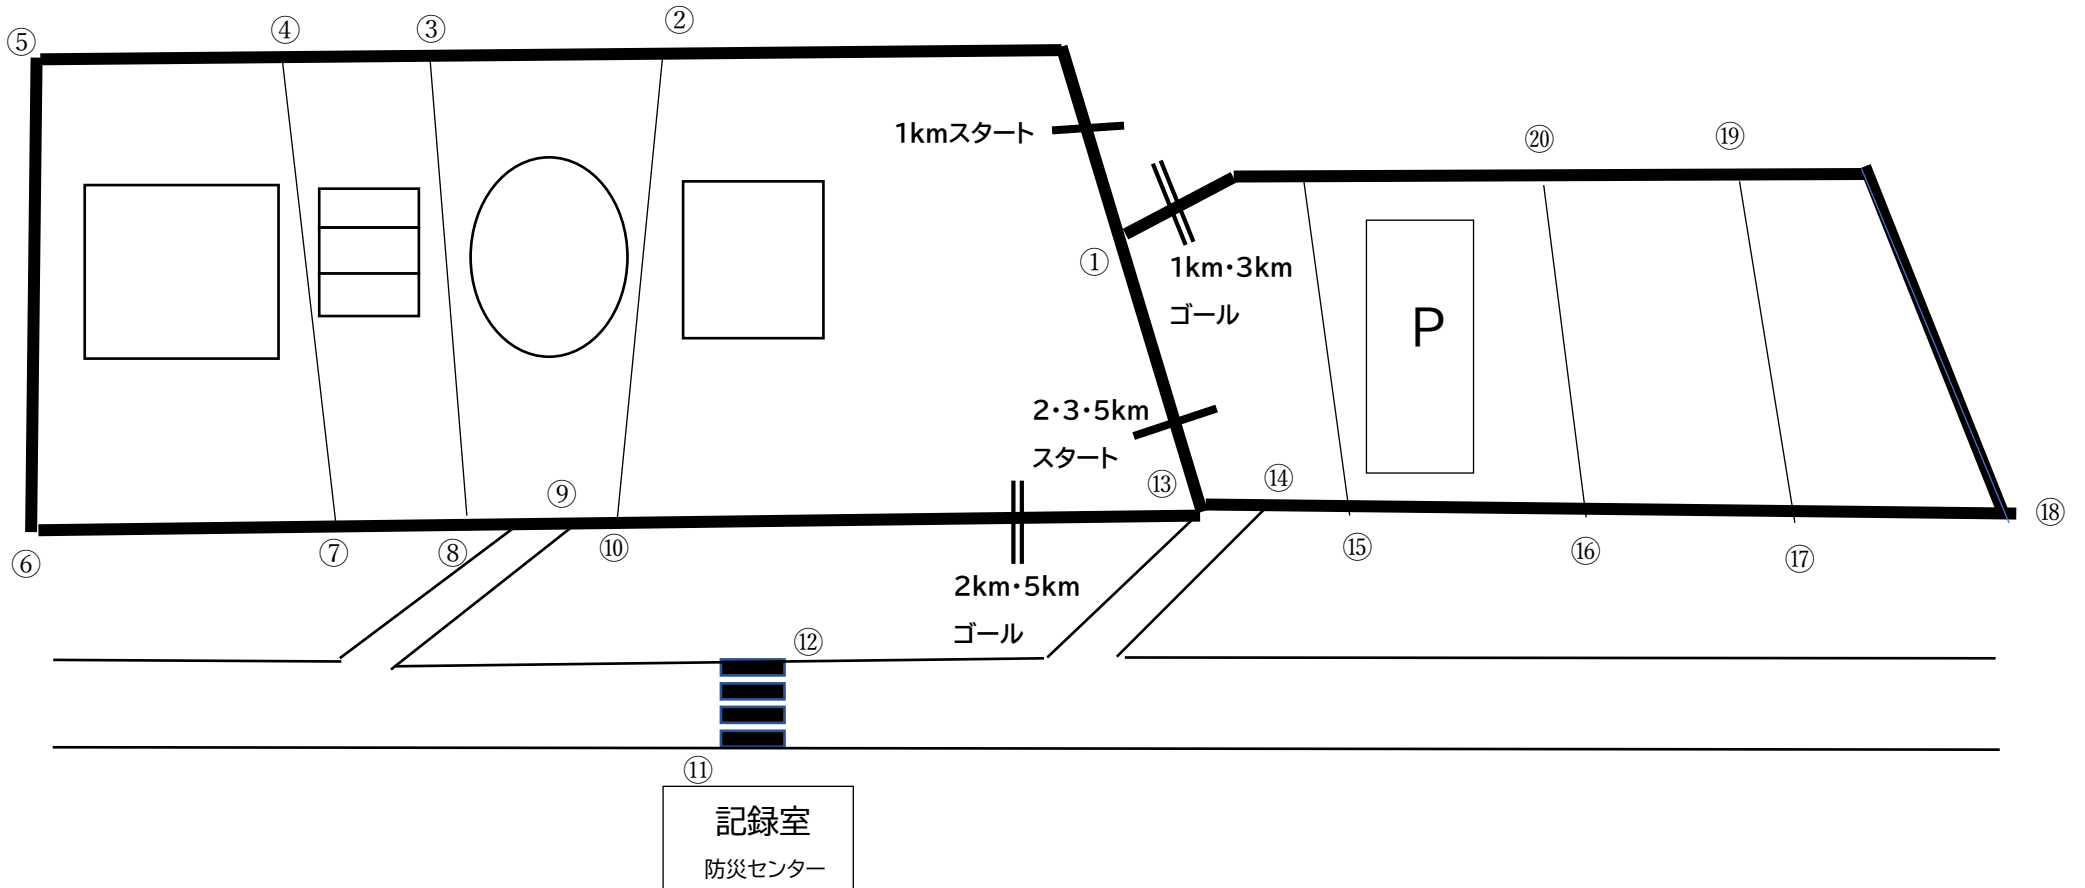 ②
④
③
⑤
1kmスタート
⑳
⑲
①
1km・3km
ゴール
P
2・3・5km
スタート
⑬
⑭
⑨
⑱
⑥
⑦
⑧
⑩
⑮
⑯
⑰
2km・5km
ゴール
⑫
⑪
記録室
防災センター